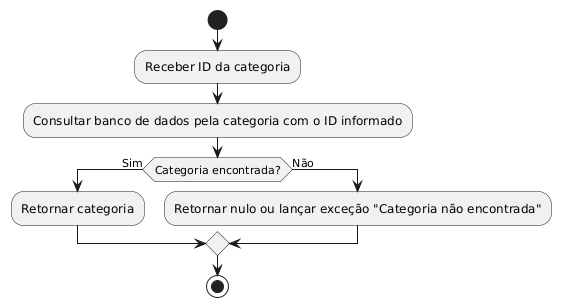 Receber ID da categoria
Consultar banco de dados pela categoria com o ID informado
Sim
Categoria encontrada?
Não
Retornar categoria
Retornar nulo ou lançar exceção "Categoria não encontrada"